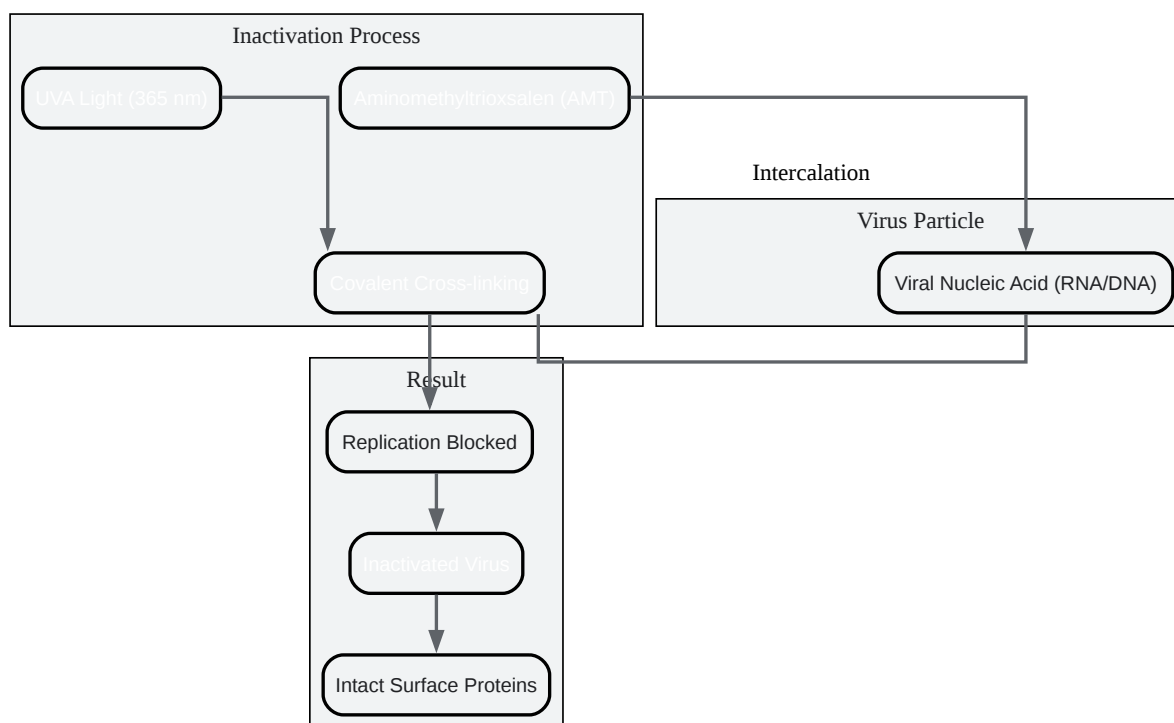 Inactivation Process
UVA Light (365 nm)
Aminomethyltrioxsalen (AMT)
Intercalation
Virus Particle
Covalent Cross-linking
Viral Nucleic Acid (RNA/DNA)
Result
Replication Blocked
Inactivated Virus
Intact Surface Proteins